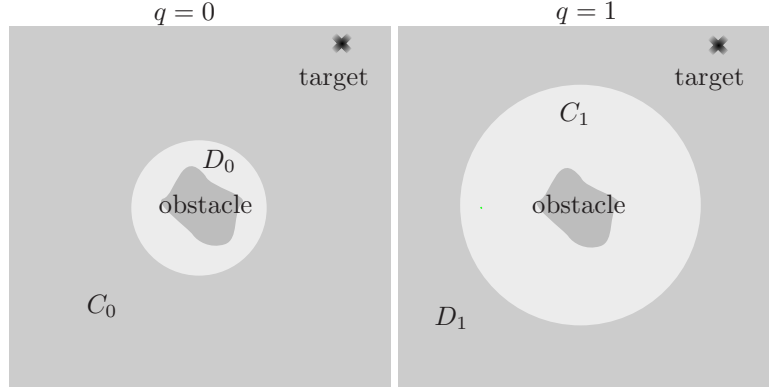 q = 0
target
D₀
obstacle
C₀
q = 1
target
C₁
obstacle
D₁